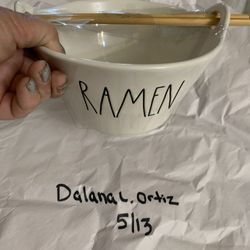 RAMEN
Dalana L. Ortiz
5/13